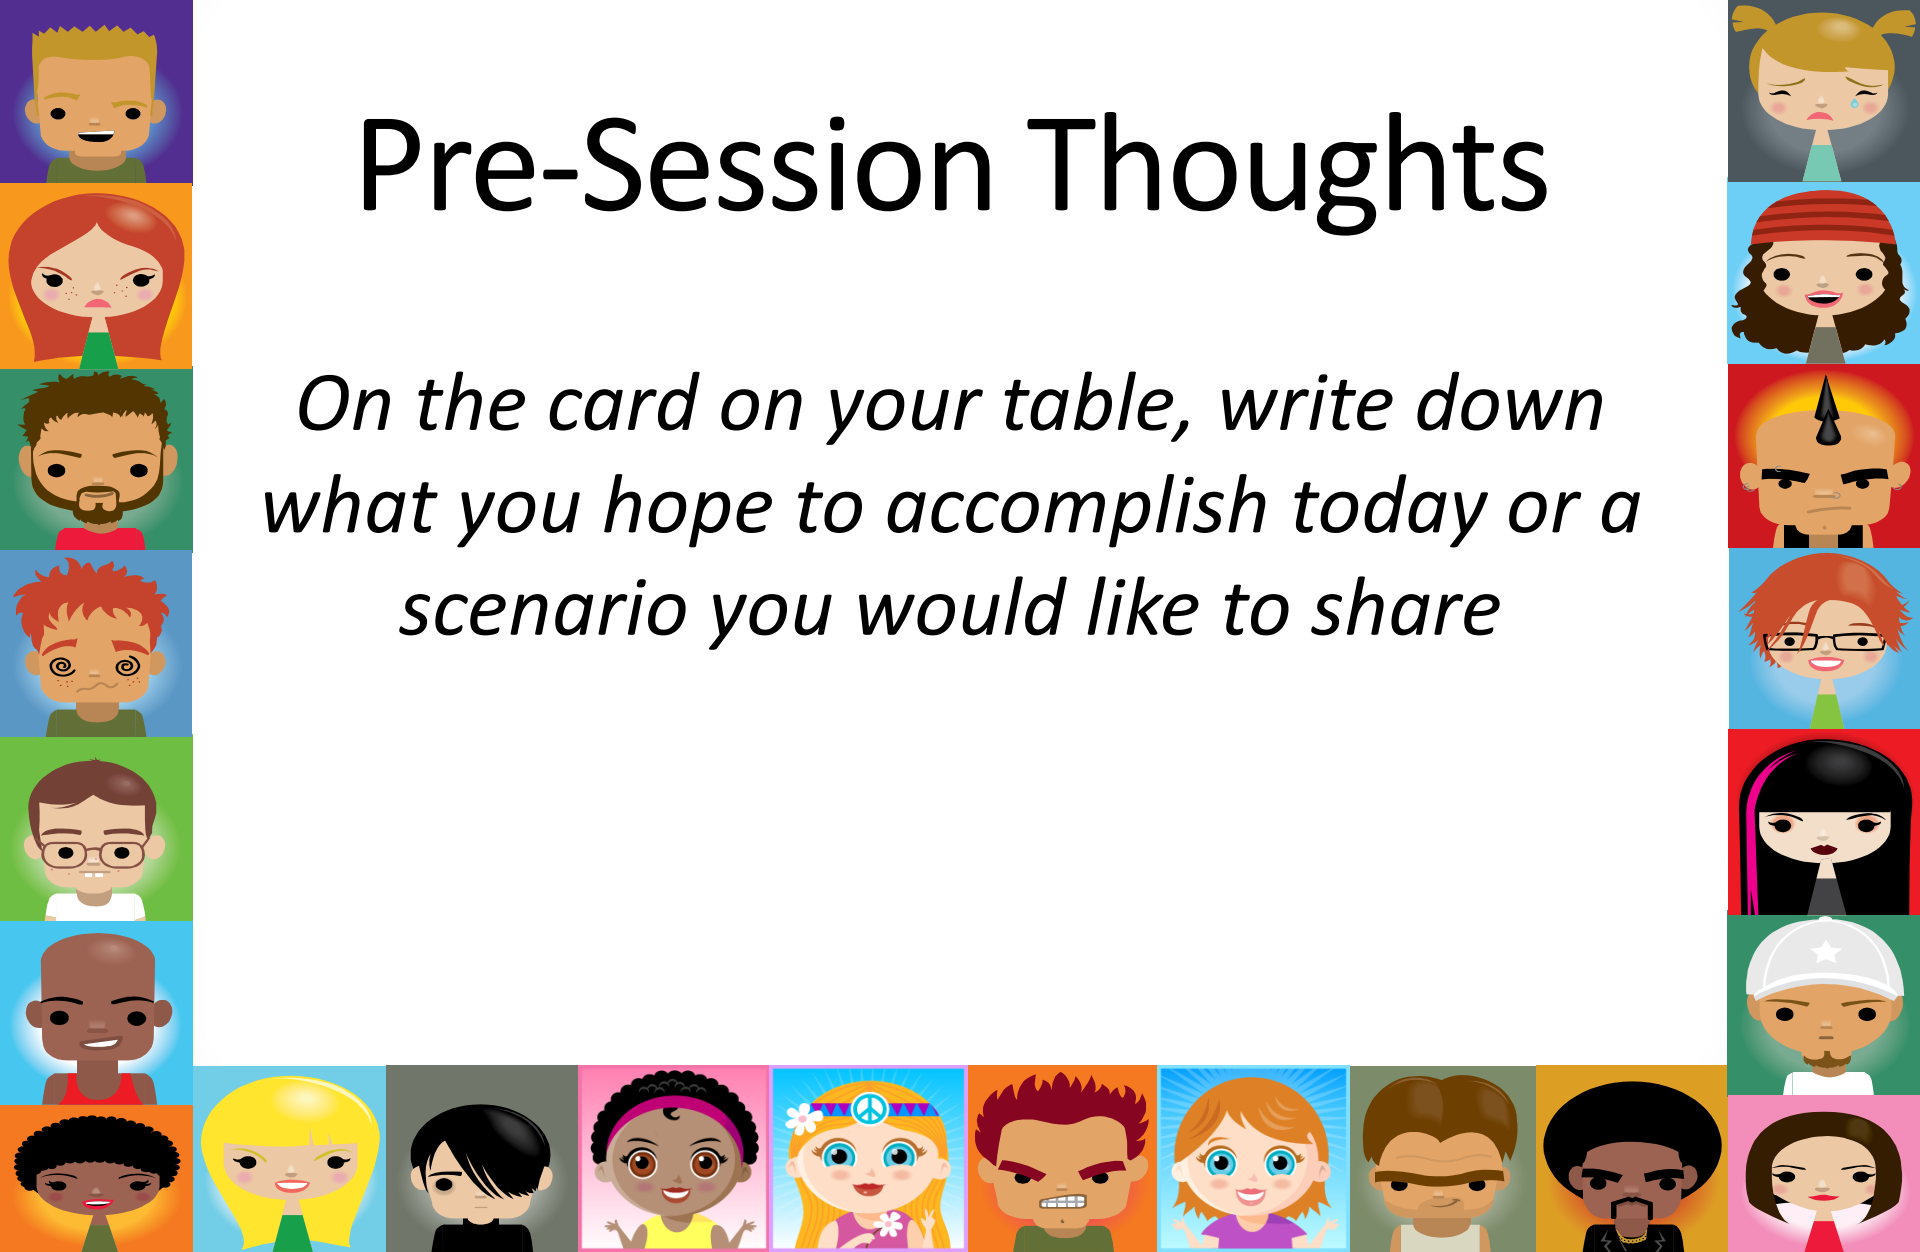 Pre-Session Thoughts
On the card on your table, write down
what you hope to accomplish today or a
scenario you would like to share